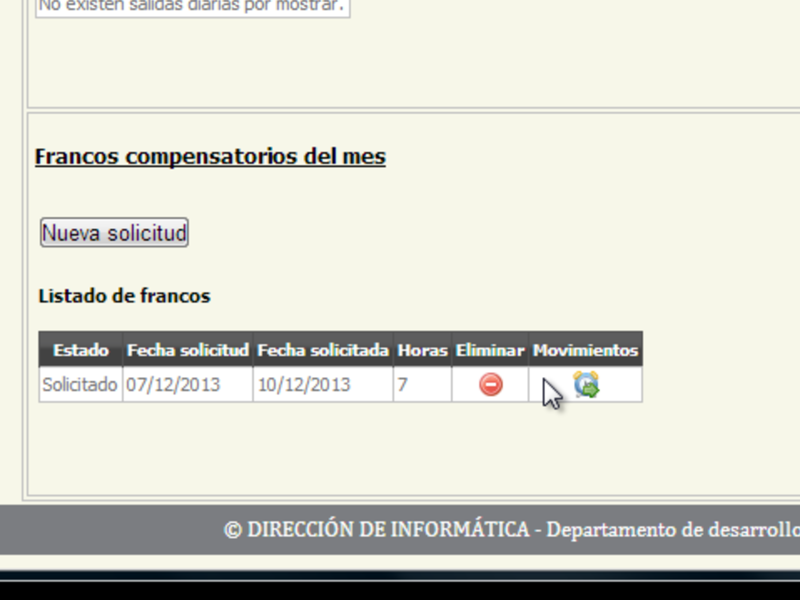 No existen salidas diarias por mostrar.
Francos compensatorios del mes
Nueva solicitud
Listado de francos
Estado Fecha solicitud Fecha solicitada Horas Eliminar Movimientos
Solicitado 07/12/2013 10/12/2013 7
© DIRECCIÓN DE INFORMÁTICA - Departamento de desarrollo